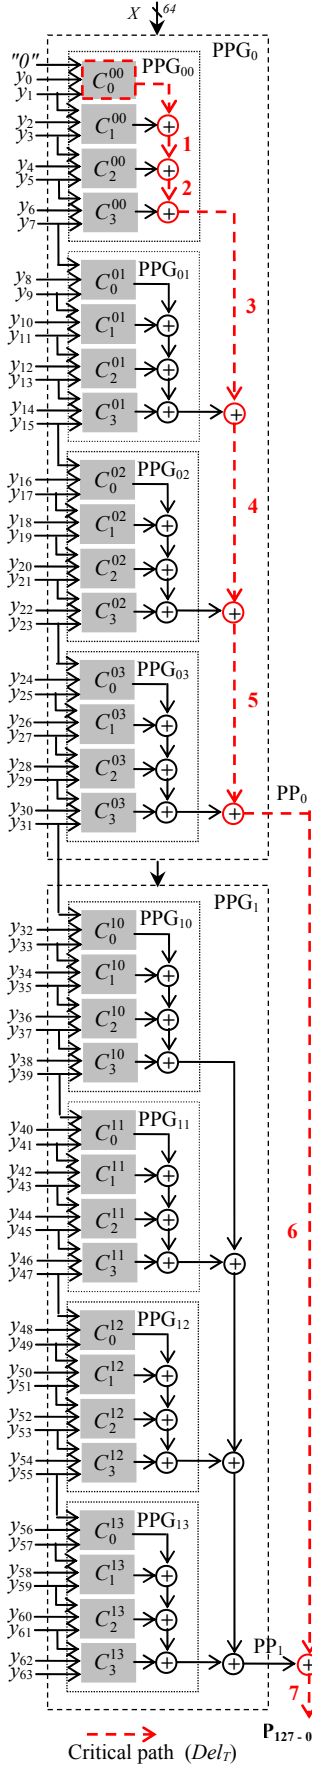 X 64
"0" PPG₀
y₀ C₀⁰⁰ PPG₀₀
y₁
y₂ C₁⁰⁰ +
y₃ 1
y₄ C₂⁰⁰ +
y₅ 2
y₆ C₃⁰⁰ +
y₇
y₈ C₀⁰¹ PPG₀₁
y₉ 3
y₁₀ C₁⁰¹ +
y₁₁
y₁₂ C₂⁰¹ +
y₁₃
y₁₄ C₃⁰¹ + +
y₁₅
y₁₆ C₀⁰² PPG₀₂
y₁₇ 4
y₁₈ C₁⁰² +
y₁₉
y₂₀ C₂⁰² +
y₂₁
y₂₂ C₃⁰² + +
y₂₃
y₂₄ C₀⁰³ PPG₀₃
y₂₅ 5
y₂₆ C₁⁰³ +
y₂₇
y₂₈ C₂⁰³ +
y₂₉
y₃₀ C₃⁰³ + + PP₀
y₃₁
PPG₁
y₃₂ C₀¹⁰ PPG₁₀
y₃₃
y₃₄ C₁¹⁰ +
y₃₅
y₃₆ C₂¹⁰ +
y₃₇
y₃₈ C₃¹⁰ +
y₃₉
y₄₀ C₀¹¹ PPG₁₁
y₄₁
y₄₂ C₁¹¹ +
y₄₃
y₄₄ C₂¹¹ + 6
y₄₅
y₄₆ C₃¹¹ + +
y₄₇
y₄₈ C₀¹² PPG₁₂
y₄₉
y₅₀ C₁¹² +
y₅₁
y₅₂ C₂¹² +
y₅₃
y₅₄ C₃¹² + +
y₅₅
y₅₆ C₀¹³ PPG₁₃
y₅₇
y₅₈ C₁¹³ +
y₅₉
y₆₀ C₂¹³ +
y₆₁
y₆₂ C₃¹³ + + PP₁ +
y₆₃
7
P₁₂₇₋₀
Critical path (Del_T)